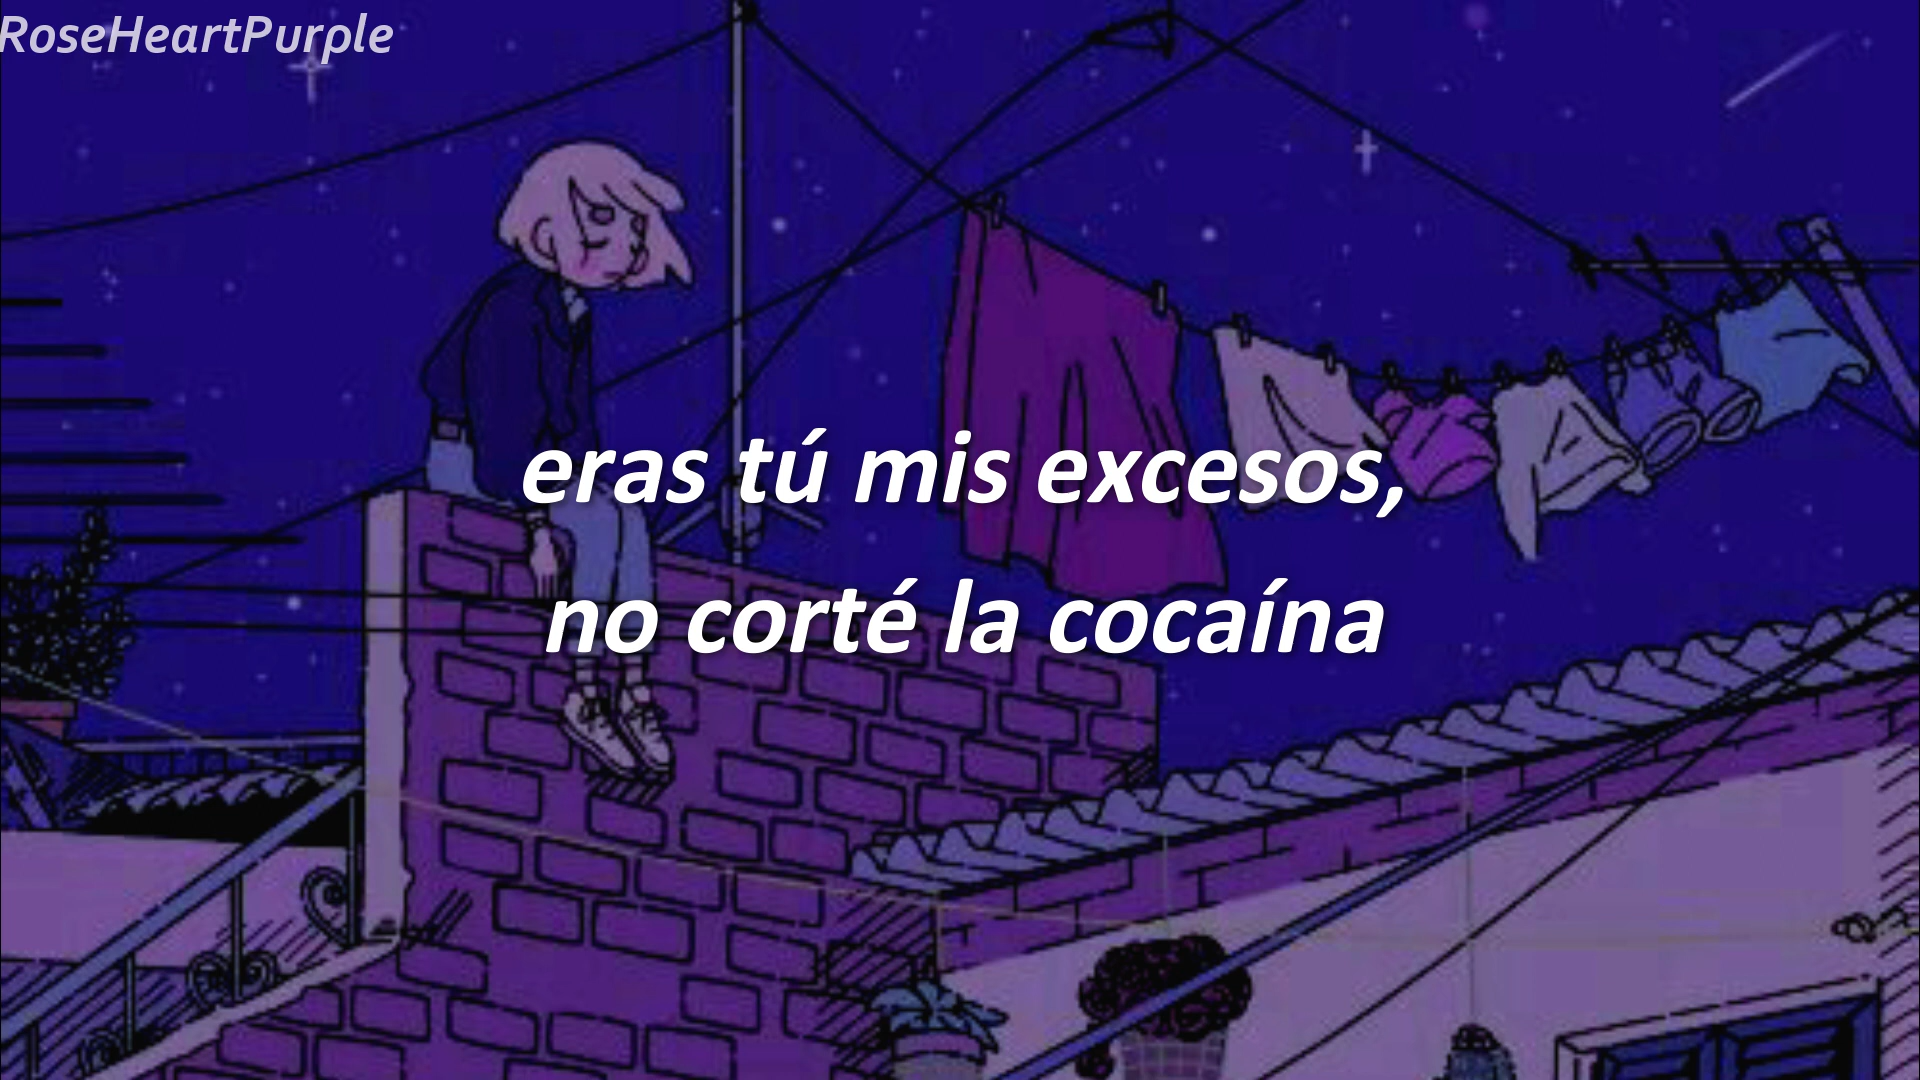 RoseHeartPurple
eras tú mis excesos,
no corté la cocaína